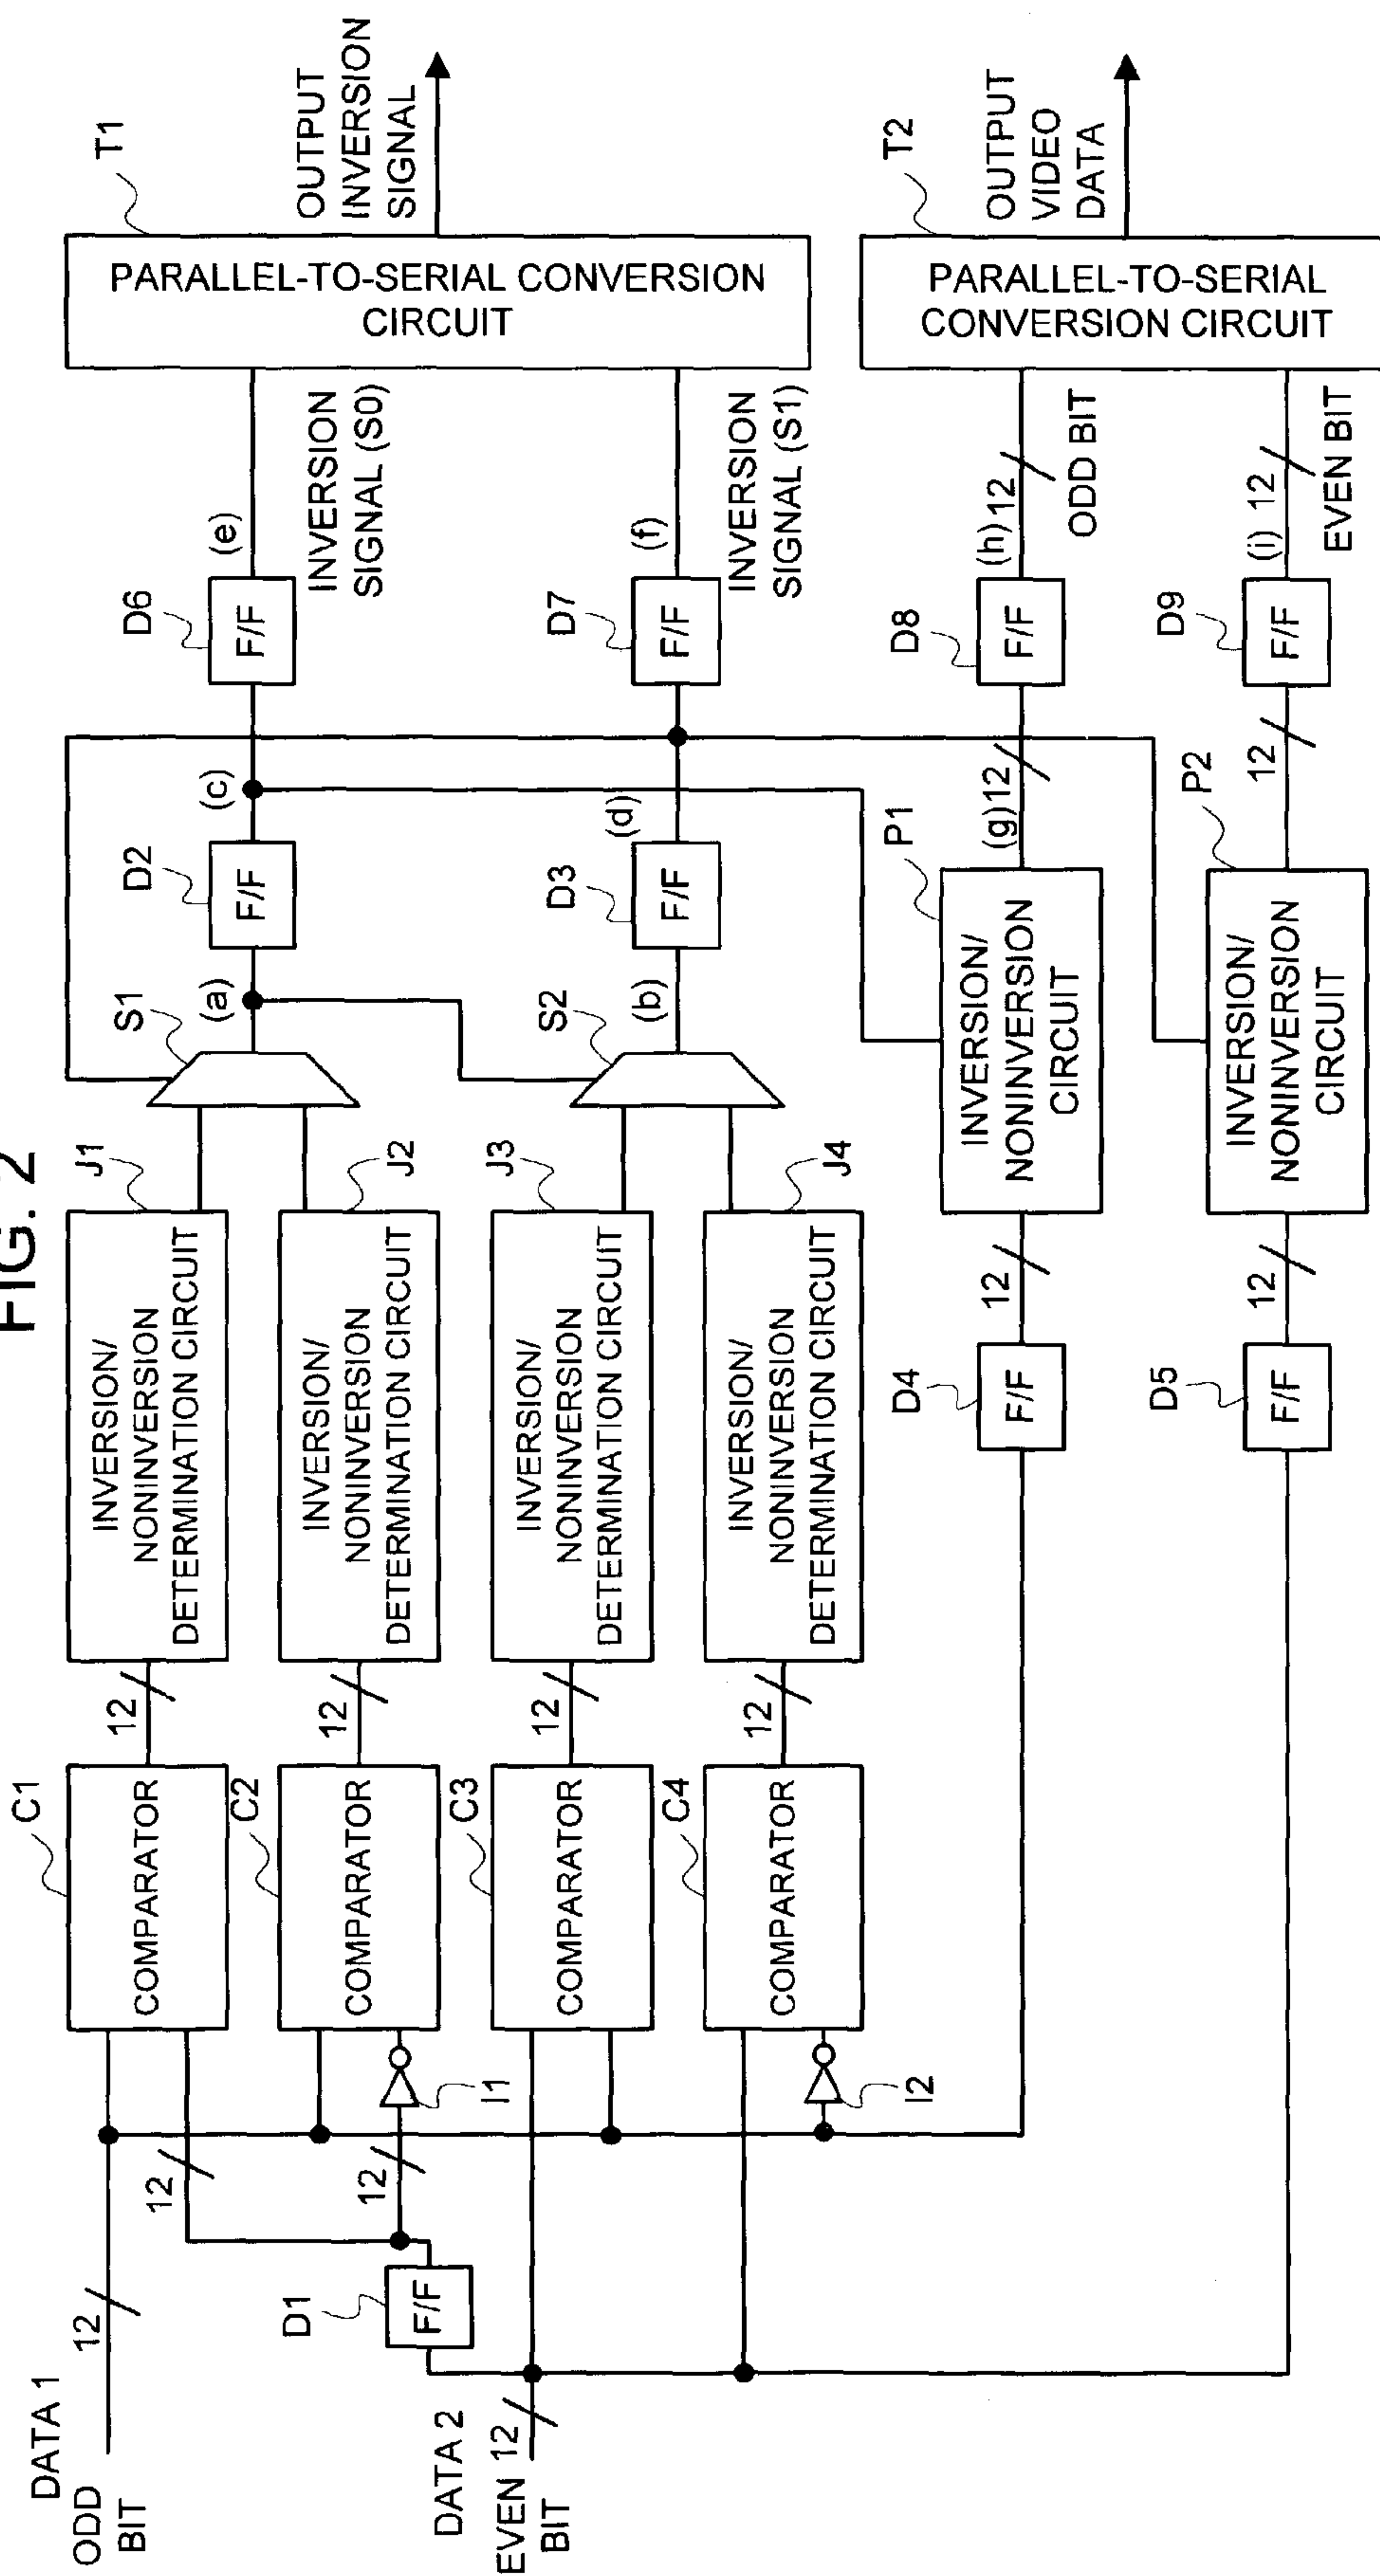 FIG. 2
DATA 1
ODD
BIT
12
DATA 2
EVEN
BIT
12
D1
F/F
12
12
I1
I2
C1
COMPARATOR
C2
COMPARATOR
C3
COMPARATOR
C4
COMPARATOR
12
12
12
12
J1
INVERSION/
NONINVERSION
DETERMINATION CIRCUIT
J2
INVERSION/
NONINVERSION
DETERMINATION CIRCUIT
J3
INVERSION/
NONINVERSION
DETERMINATION CIRCUIT
J4
INVERSION/
NONINVERSION
DETERMINATION CIRCUIT
D4
F/F
12
D5
F/F
12
S1
(a)
S2
(b)
D2
F/F
(c)
D3
F/F
(d)
P1
INVERSION/
NONINVERSION
CIRCUIT
(g)
12
P2
INVERSION/
NONINVERSION
CIRCUIT
12
D6
F/F
(e)
INVERSION
SIGNAL (S0)
D7
F/F
(f)
INVERSION
SIGNAL (S1)
D8
F/F
(h)
12
ODD BIT
D9
F/F
(i)
12
EVEN BIT
T1
PARALLEL-TO-SERIAL CONVERSION
CIRCUIT
OUTPUT
INVERSION
SIGNAL
T2
PARALLEL-TO-SERIAL
CONVERSION CIRCUIT
OUTPUT
VIDEO
DATA